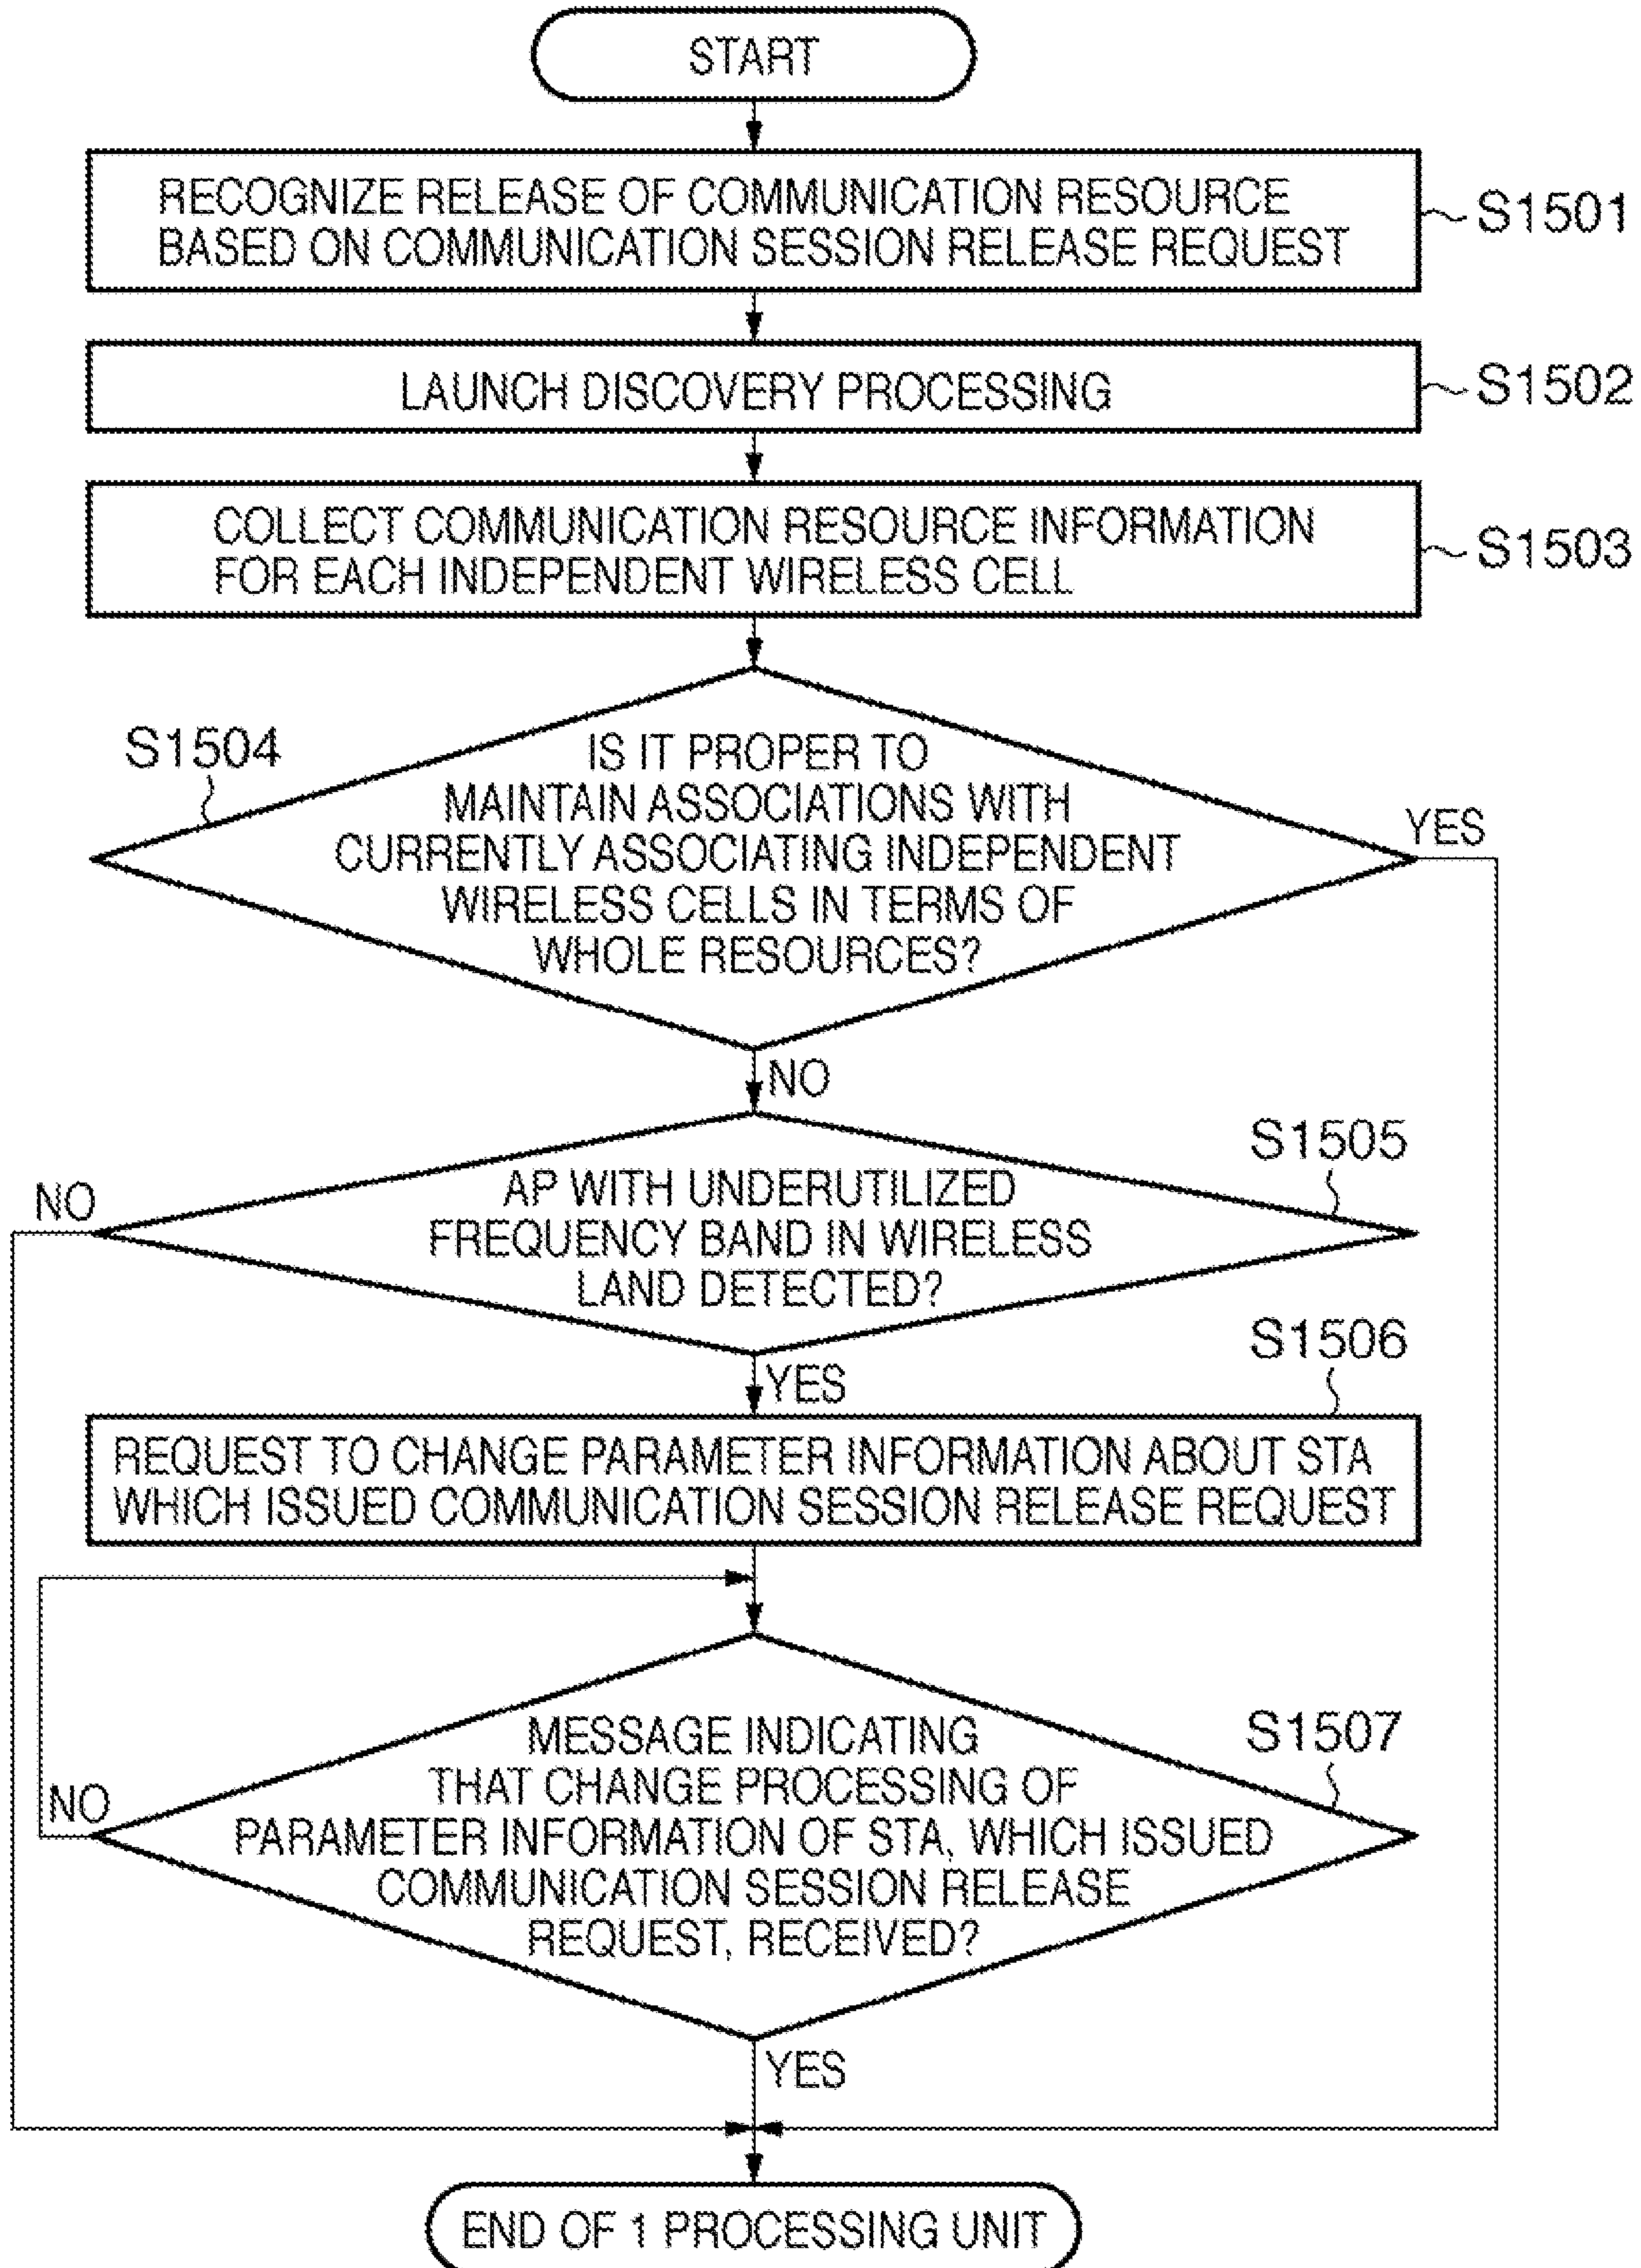 START
RECOGNIZE RELEASE OF COMMUNICATION RESOURCE
BASED ON COMMUNICATION SESSION RELEASE REQUEST
S1501
LAUNCH DISCOVERY PROCESSING
S1502
COLLECT COMMUNICATION RESOURCE INFORMATION
FOR EACH INDEPENDENT WIRELESS CELL
S1503
S1504
IS IT PROPER TO
MAINTAIN ASSOCIATIONS WITH
CURRENTLY ASSOCIATING INDEPENDENT
WIRELESS CELLS IN TERMS OF
WHOLE RESOURCES?
YES
NO
S1505
AP WITH UNDERUTILIZED
FREQUENCY BAND IN WIRELESS
LAND DETECTED?
NO
YES
S1506
REQUEST TO CHANGE PARAMETER INFORMATION ABOUT STA
WHICH ISSUED COMMUNICATION SESSION RELEASE REQUEST
S1507
MESSAGE INDICATING
THAT CHANGE PROCESSING OF
PARAMETER INFORMATION OF STA, WHICH ISSUED
COMMUNICATION SESSION RELEASE
REQUEST, RECEIVED?
NO
YES
END OF 1 PROCESSING UNIT